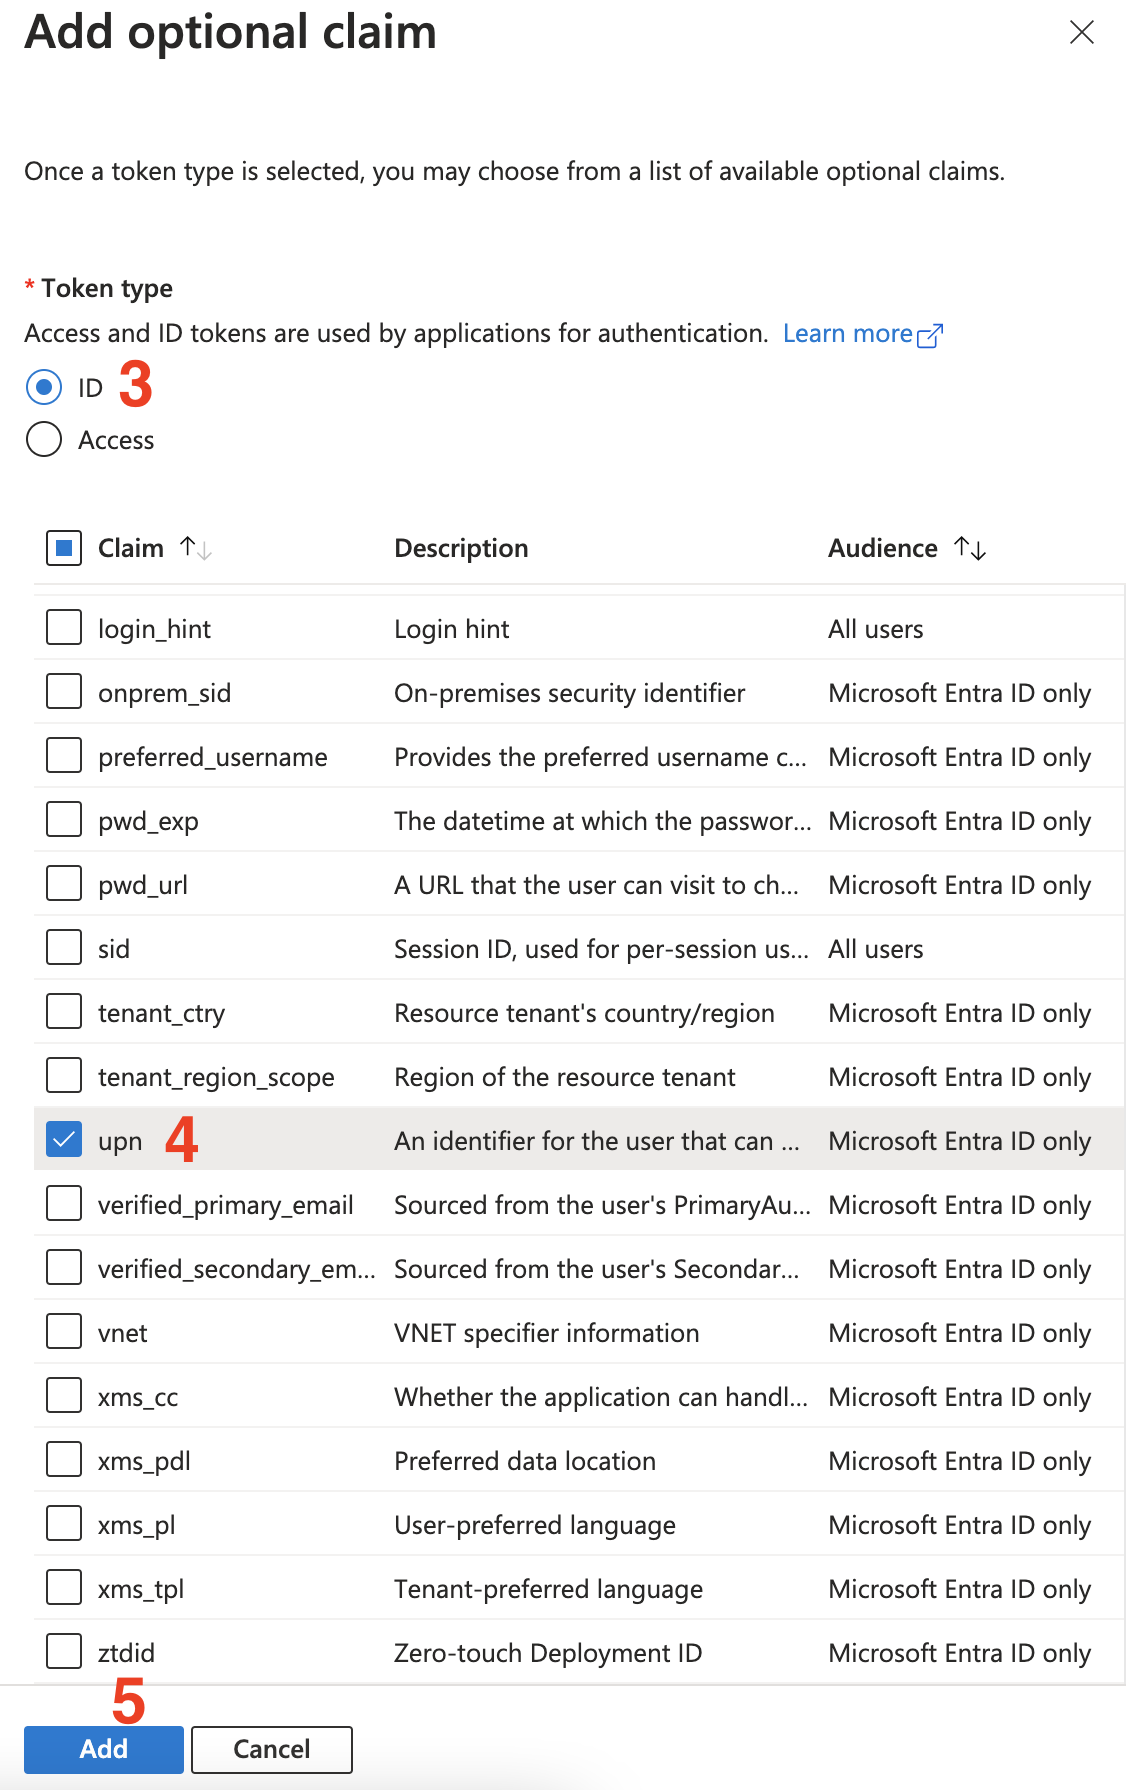 Add optional claim
Once a token type is selected, you may choose from a list of available optional claims.
* Token type
Access and ID tokens are used by applications for authentication. Learn more
ID 3
Access
Claim Description Audience
login_hint Login hint All users
onprem_sid On-premises security identifier Microsoft Entra ID only
preferred_username Provides the preferred username c... Microsoft Entra ID only
pwd_exp The datetime at which the passwor... Microsoft Entra ID only
pwd_url A URL that the user can visit to ch... Microsoft Entra ID only
sid Session ID, used for per-session us... All users
tenant_ctry Resource tenant's country/region Microsoft Entra ID only
tenant_region_scope Region of the resource tenant Microsoft Entra ID only
upn 4 An identifier for the user that can ... Microsoft Entra ID only
verified_primary_email Sourced from the user's PrimaryAu... Microsoft Entra ID only
verified_secondary_em... Sourced from the user's Secondar... Microsoft Entra ID only
vnet VNET specifier information Microsoft Entra ID only
xms_cc Whether the application can handl... Microsoft Entra ID only
xms_pdl Preferred data location Microsoft Entra ID only
xms_pl User-preferred language Microsoft Entra ID only
xms_tpl Tenant-preferred language Microsoft Entra ID only
ztdid Zero-touch Deployment ID Microsoft Entra ID only
5
Add Cancel